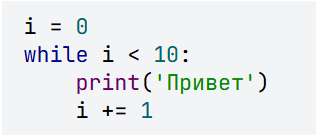 i = 0
while i < 10:
    print('Привет')
    i += 1